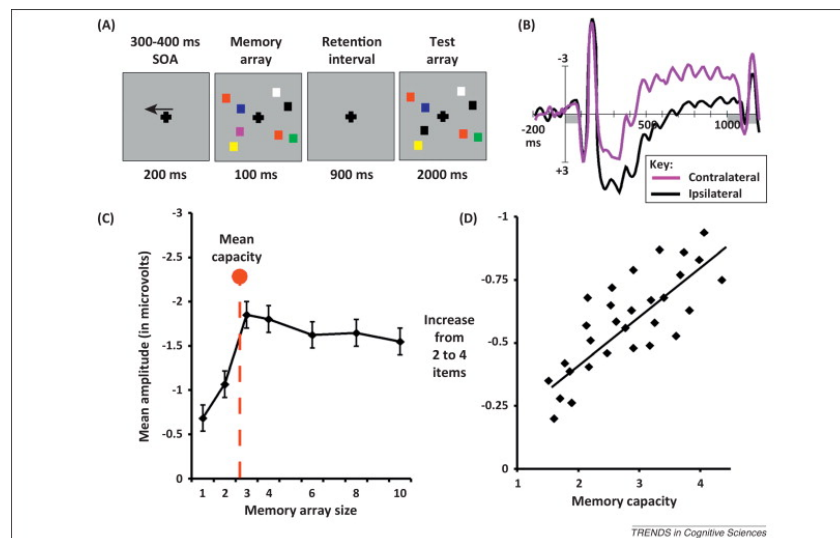 (A)
300-400 ms
SOA
Memory
array
Retention
interval
Test
array
200 ms
100 ms
900 ms
2000 ms
(B)
-3
-200
ms
500
1000
+3
Key:
Contralateral
Ipsilateral
(C)
Mean
capacity
Mean amplitude (in microvolts)
-3
-2.5
-2
-1.5
-1
-0.5
0
1
2
3
4
6
8
10
Memory array size
(D)
Increase
from
2 to 4
items
-1
-0.75
-0.5
-0.25
0
1
2
3
4
Memory capacity
TRENDS in Cognitive Sciences